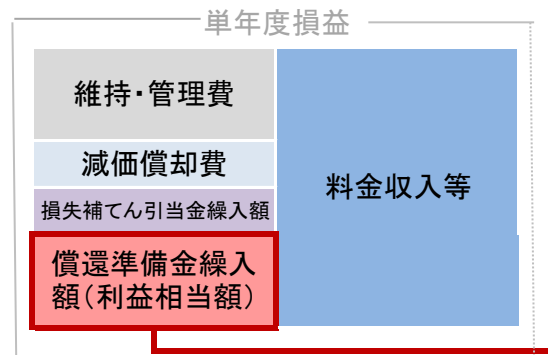 単年度損益
維持・管理費
減価償却費
損失補てん引当金繰入額
償還準備金繰入
額（利益相当額）
料金収入等